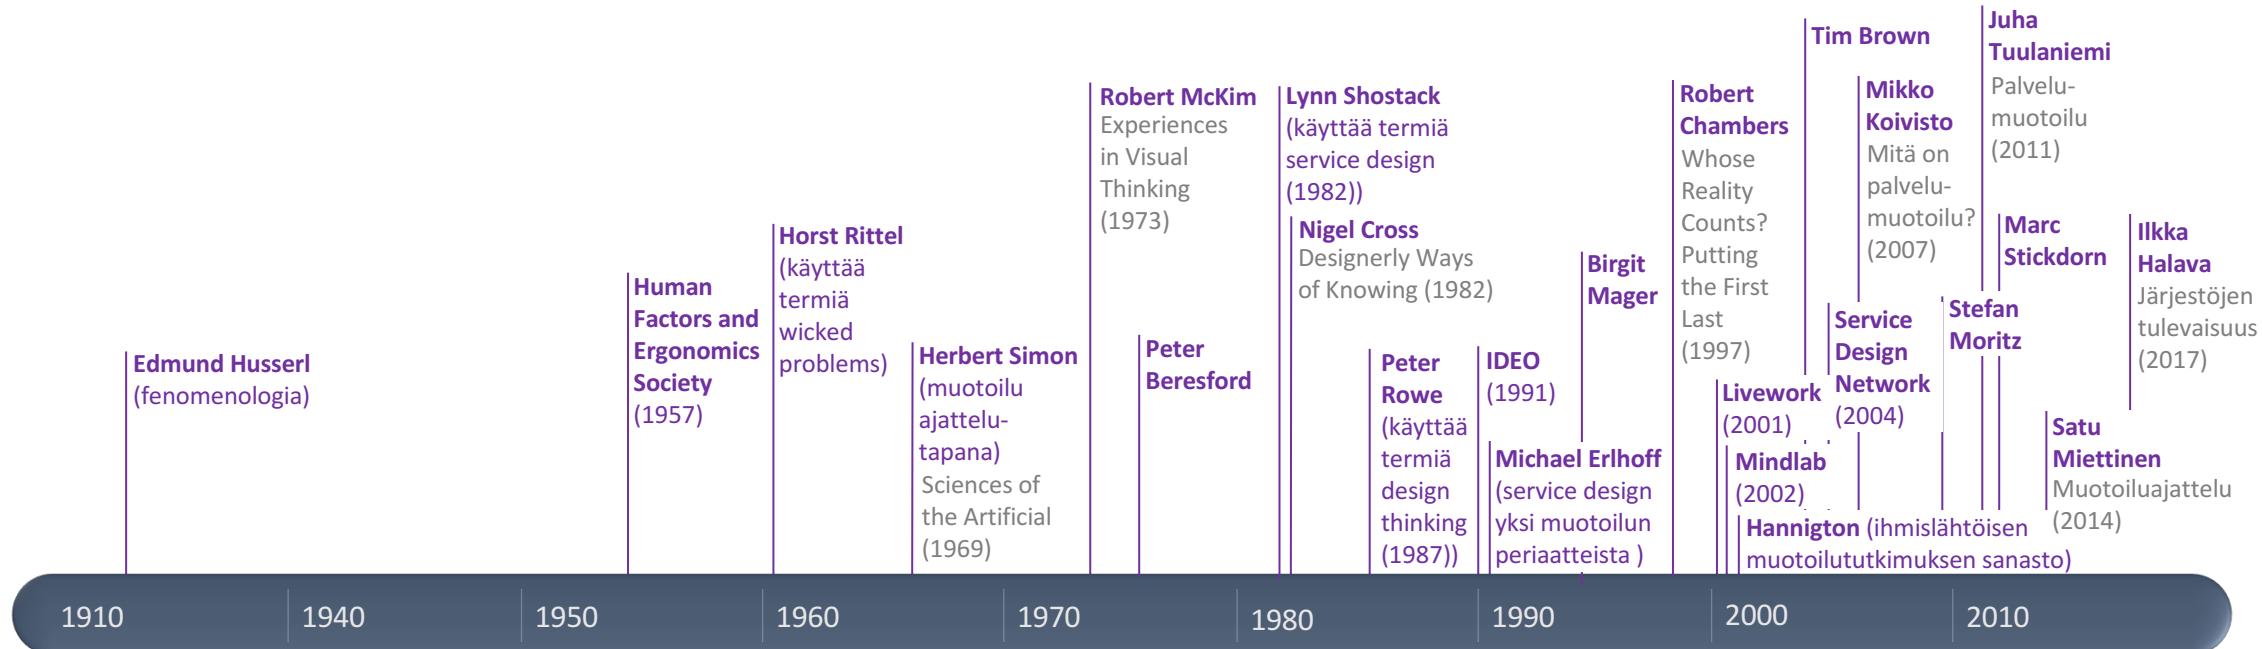 Edmund Husserl
(fenomenologia)
Human
Factors and
Ergonomics
Society
(1957)
Horst Rittel
(käyttää
termiä
wicked
problems)
Herbert Simon
(muotoilu
ajattelu-
tapana)
Sciences of
the Artificial
(1969)
Robert McKim
Experiences
in Visual
Thinking
(1973)
Peter
Beresford
Lynn Shostack
(käyttää termiä
service design
(1982))
Nigel Cross
Designerly Ways
of Knowing (1982)
Peter
Rowe
(käyttää
termiä
design
thinking
(1987))
IDEO
(1991)
Michael Erlhoff
(service design
yksi muotoilun
periaatteista )
Birgit
Mager
Robert
Chambers
Whose
Reality
Counts?
Putting
the First
Last
(1997)
Livework
(2001)
Mindlab
(2002)
Hannigton (ihmislähtöisen
muotoilututkimuksen sanasto)
Tim Brown
Service
Design
Network
(2004)
Mikko
Koivisto
Mitä on
palvelu-
muotoilu?
(2007)
Stefan
Moritz
Juha
Tuulaniemi
Palvelu-
muotoilu
(2011)
Marc
Stickdorn
Satu
Miettinen
Muotoiluajattelu
(2014)
Ilkka
Halava
Järjestöjen
tulevaisuus
(2017)
1910
1940
1950
1960
1970
1980
1990
2000
2010